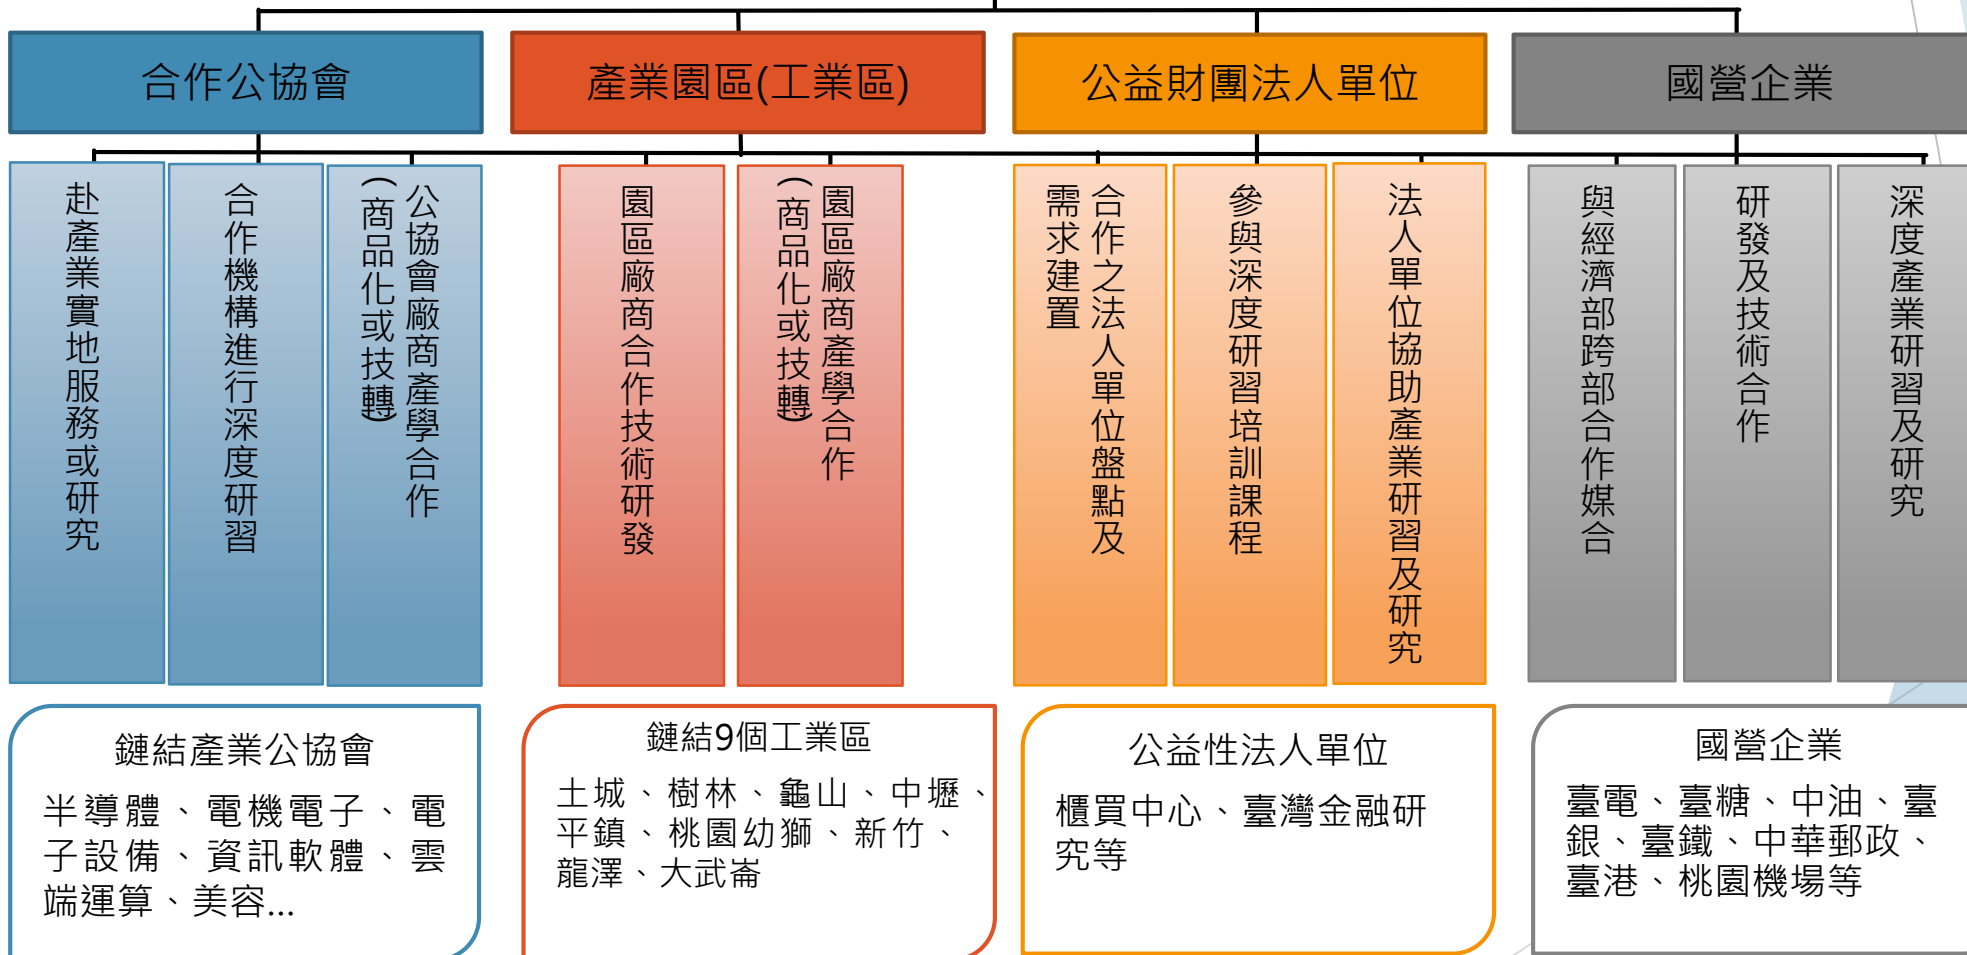 合作公協會
產業園區(工業區)
公益財團法人單位
國營企業
赴產業實地服務或研究
合作機構進行深度研習
公協會廠商產學合作
(商品化或技轉)
園區廠商合作技術研發
園區廠商產學合作
(商品化或技轉)
合作之法人單位盤點及
需求建置
參與深度研習培訓課程
法人單位協助產業研習及研究
與經濟部跨部合作媒合
研發及技術合作
深度產業研習及研究
鏈結產業公協會
半導體、電機電子、電
子設備、資訊軟體、雲
端運算、美容...
鏈結9個工業區
土城、樹林、龜山、中壢、
平鎮、桃園幼獅、新竹、
龍澤、大武崙
公益性法人單位
櫃買中心、臺灣金融研
究等
國營企業
臺電、臺糖、中油、臺
銀、臺鐵、中華郵政、
臺港、桃園機場等